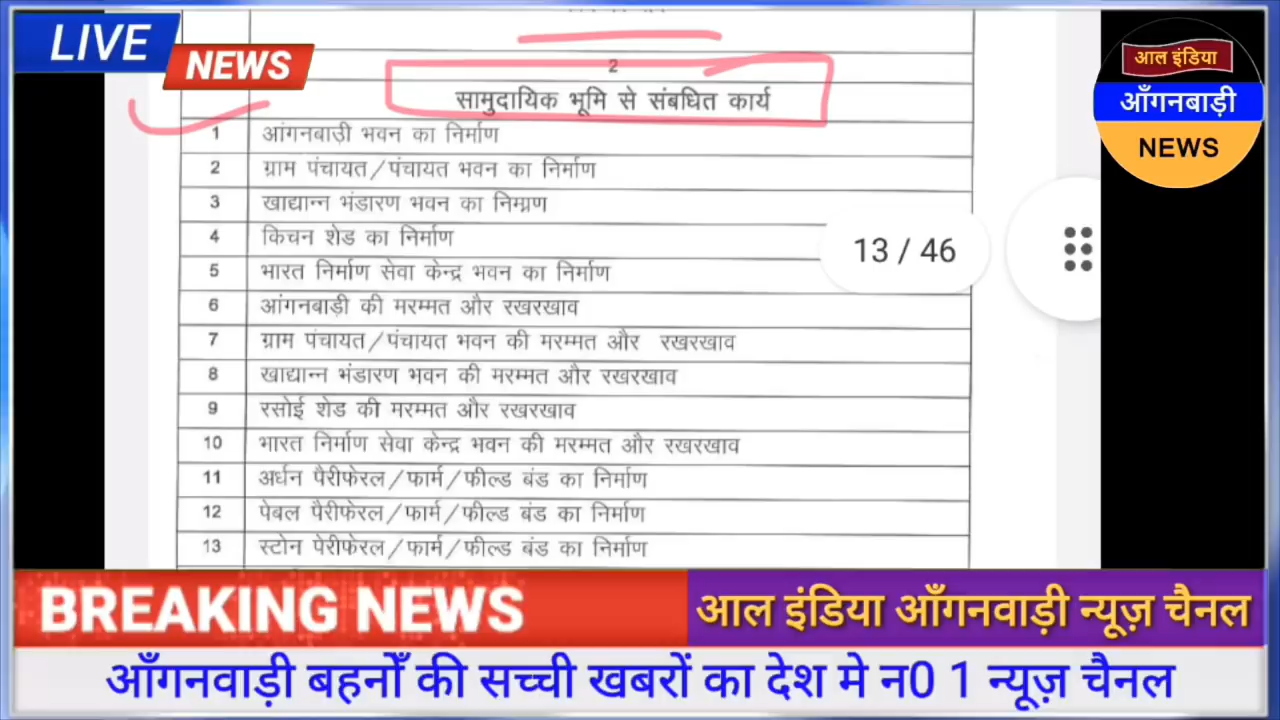 LIVE
NEWS
आल इंडिया
आँगनबाड़ी
NEWS
2
सामुदायिक भूमि से संबधित कार्य
1 आंगनबाड़ी भवन का निर्माण
2 ग्राम पंचायत/पंचायत भवन का निर्माण
3 खाद्यान्न भंडारण भवन का निम्रण
4 किचन शेड का निर्माण
5 भारत निर्माण सेवा केन्द्र भवन का निर्माण
6 आंगनबाड़ी की मरम्मत और रखरखाव
7 ग्राम पंचायत/पंचायत भवन की मरम्मत और रखरखाव
8 खाद्यान्न भंडारण भवन की मरम्मत और रखरखाव
9 रसोई शेड की मरम्मत और रखरखाव
10 भारत निर्माण सेवा केन्द्र भवन की मरम्मत और रखरखाव
11 अर्धन पैरीफेरल/फार्म/फील्ड बंड का निर्माण
12 पेबल पैरीफेरल/फार्म/फील्ड बंड का निर्माण
13 स्टोन पेरीफेरल/फार्म/फील्ड बंड का निर्माण
13 / 46
BREAKING NEWS
आल इंडिया आँगनवाड़ी न्यूज़ चैनल
आँगनवाड़ी बहनोँ की सच्ची खबरों का देश मे न0 1 न्यूज़ चैनल